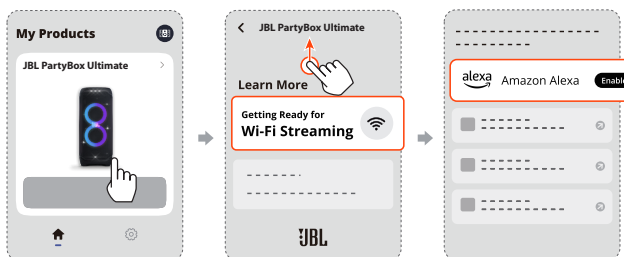 My Products
JBL PartyBox Ultimate
JBL PartyBox Ultimate
Learn More
Getting Ready for
Wi-Fi Streaming
JBL
alexa
Amazon Alexa
Enable